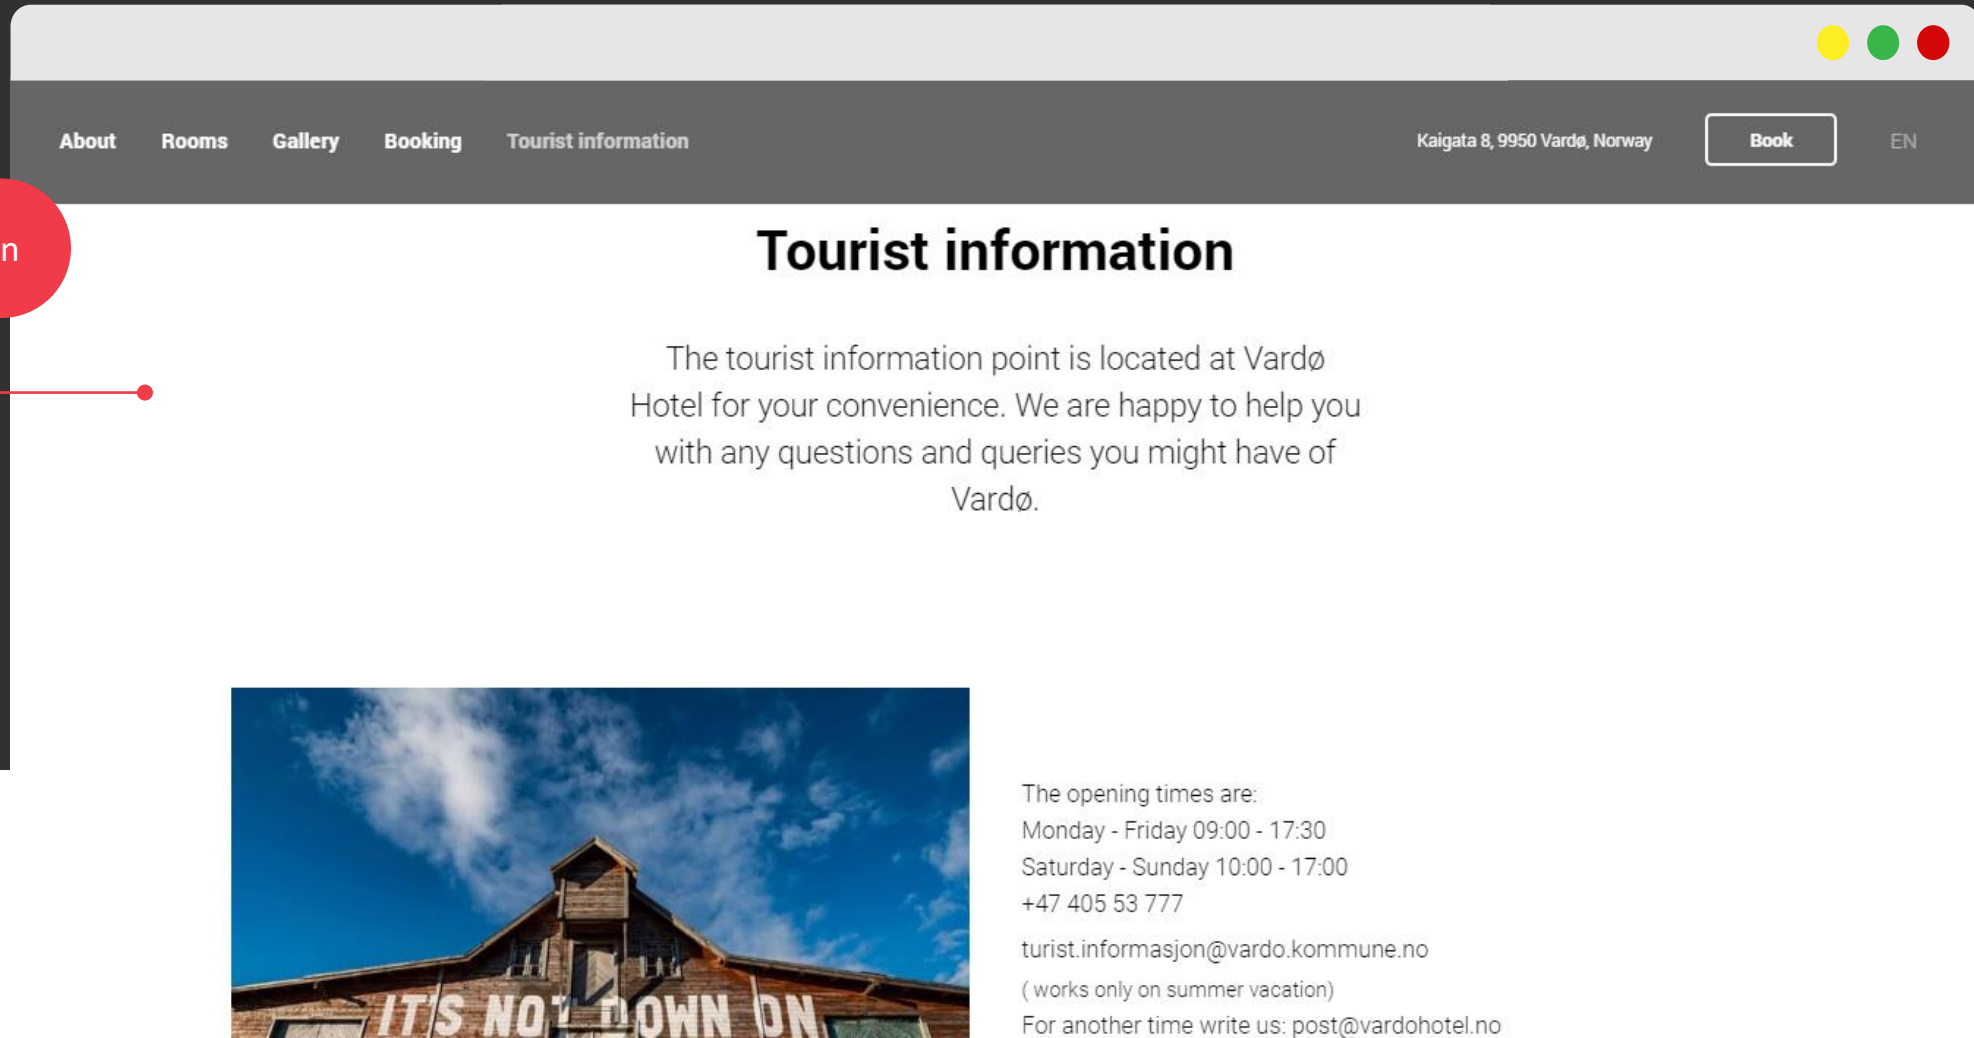 About Rooms Gallery Booking Tourist information Kaigata 8, 9950 Vardø, Norway Book EN
n
Tourist information
The tourist information point is located at Vardø
Hotel for your convenience. We are happy to help you
with any questions and queries you might have of
Vardø.
The opening times are:
Monday - Friday 09:00 - 17:30
Saturday - Sunday 10:00 - 17:00
+47 405 53 777
turist.informasjon@vardo.kommune.no
( works only on summer vacation)
For another time write us: post@vardohotel.no
IT'S NOT DOWN ON